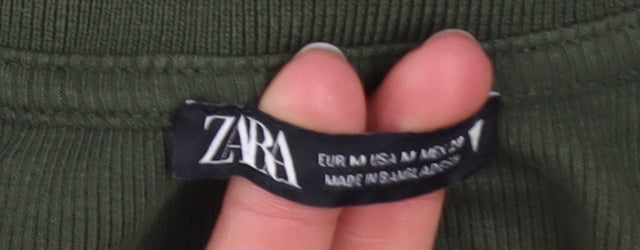 ZARA
EUR M USA M MEX 28
MADE IN BANGLADESH